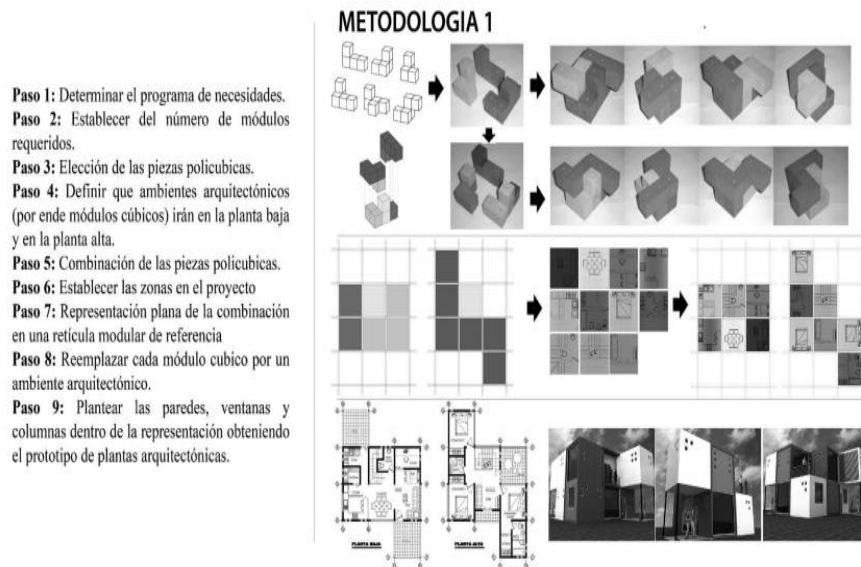 METODOLOGIA 1
Paso 1: Determinar el programa de necesidades.
Paso 2: Establecer del número de módulos
requeridos.
Paso 3: Elección de las piezas policubicas.
Paso 4: Definir que ambientes arquitectónicos
(por ende módulos cúbicos) irán en la planta baja
y en la planta alta.
Paso 5: Combinación de las piezas policubicas.
Paso 6: Establecer las zonas en el proyecto
Paso 7: Representación plana de la combinación
en una retícula modular de referencia
Paso 8: Reemplazar cada módulo cubico por un
ambiente arquitectónico.
Paso 9: Plantear las paredes, ventanas y
columnas dentro de la representación obteniendo
el prototipo de plantas arquitectónicas.
PLANTA BAJA
PLANTA ALTA